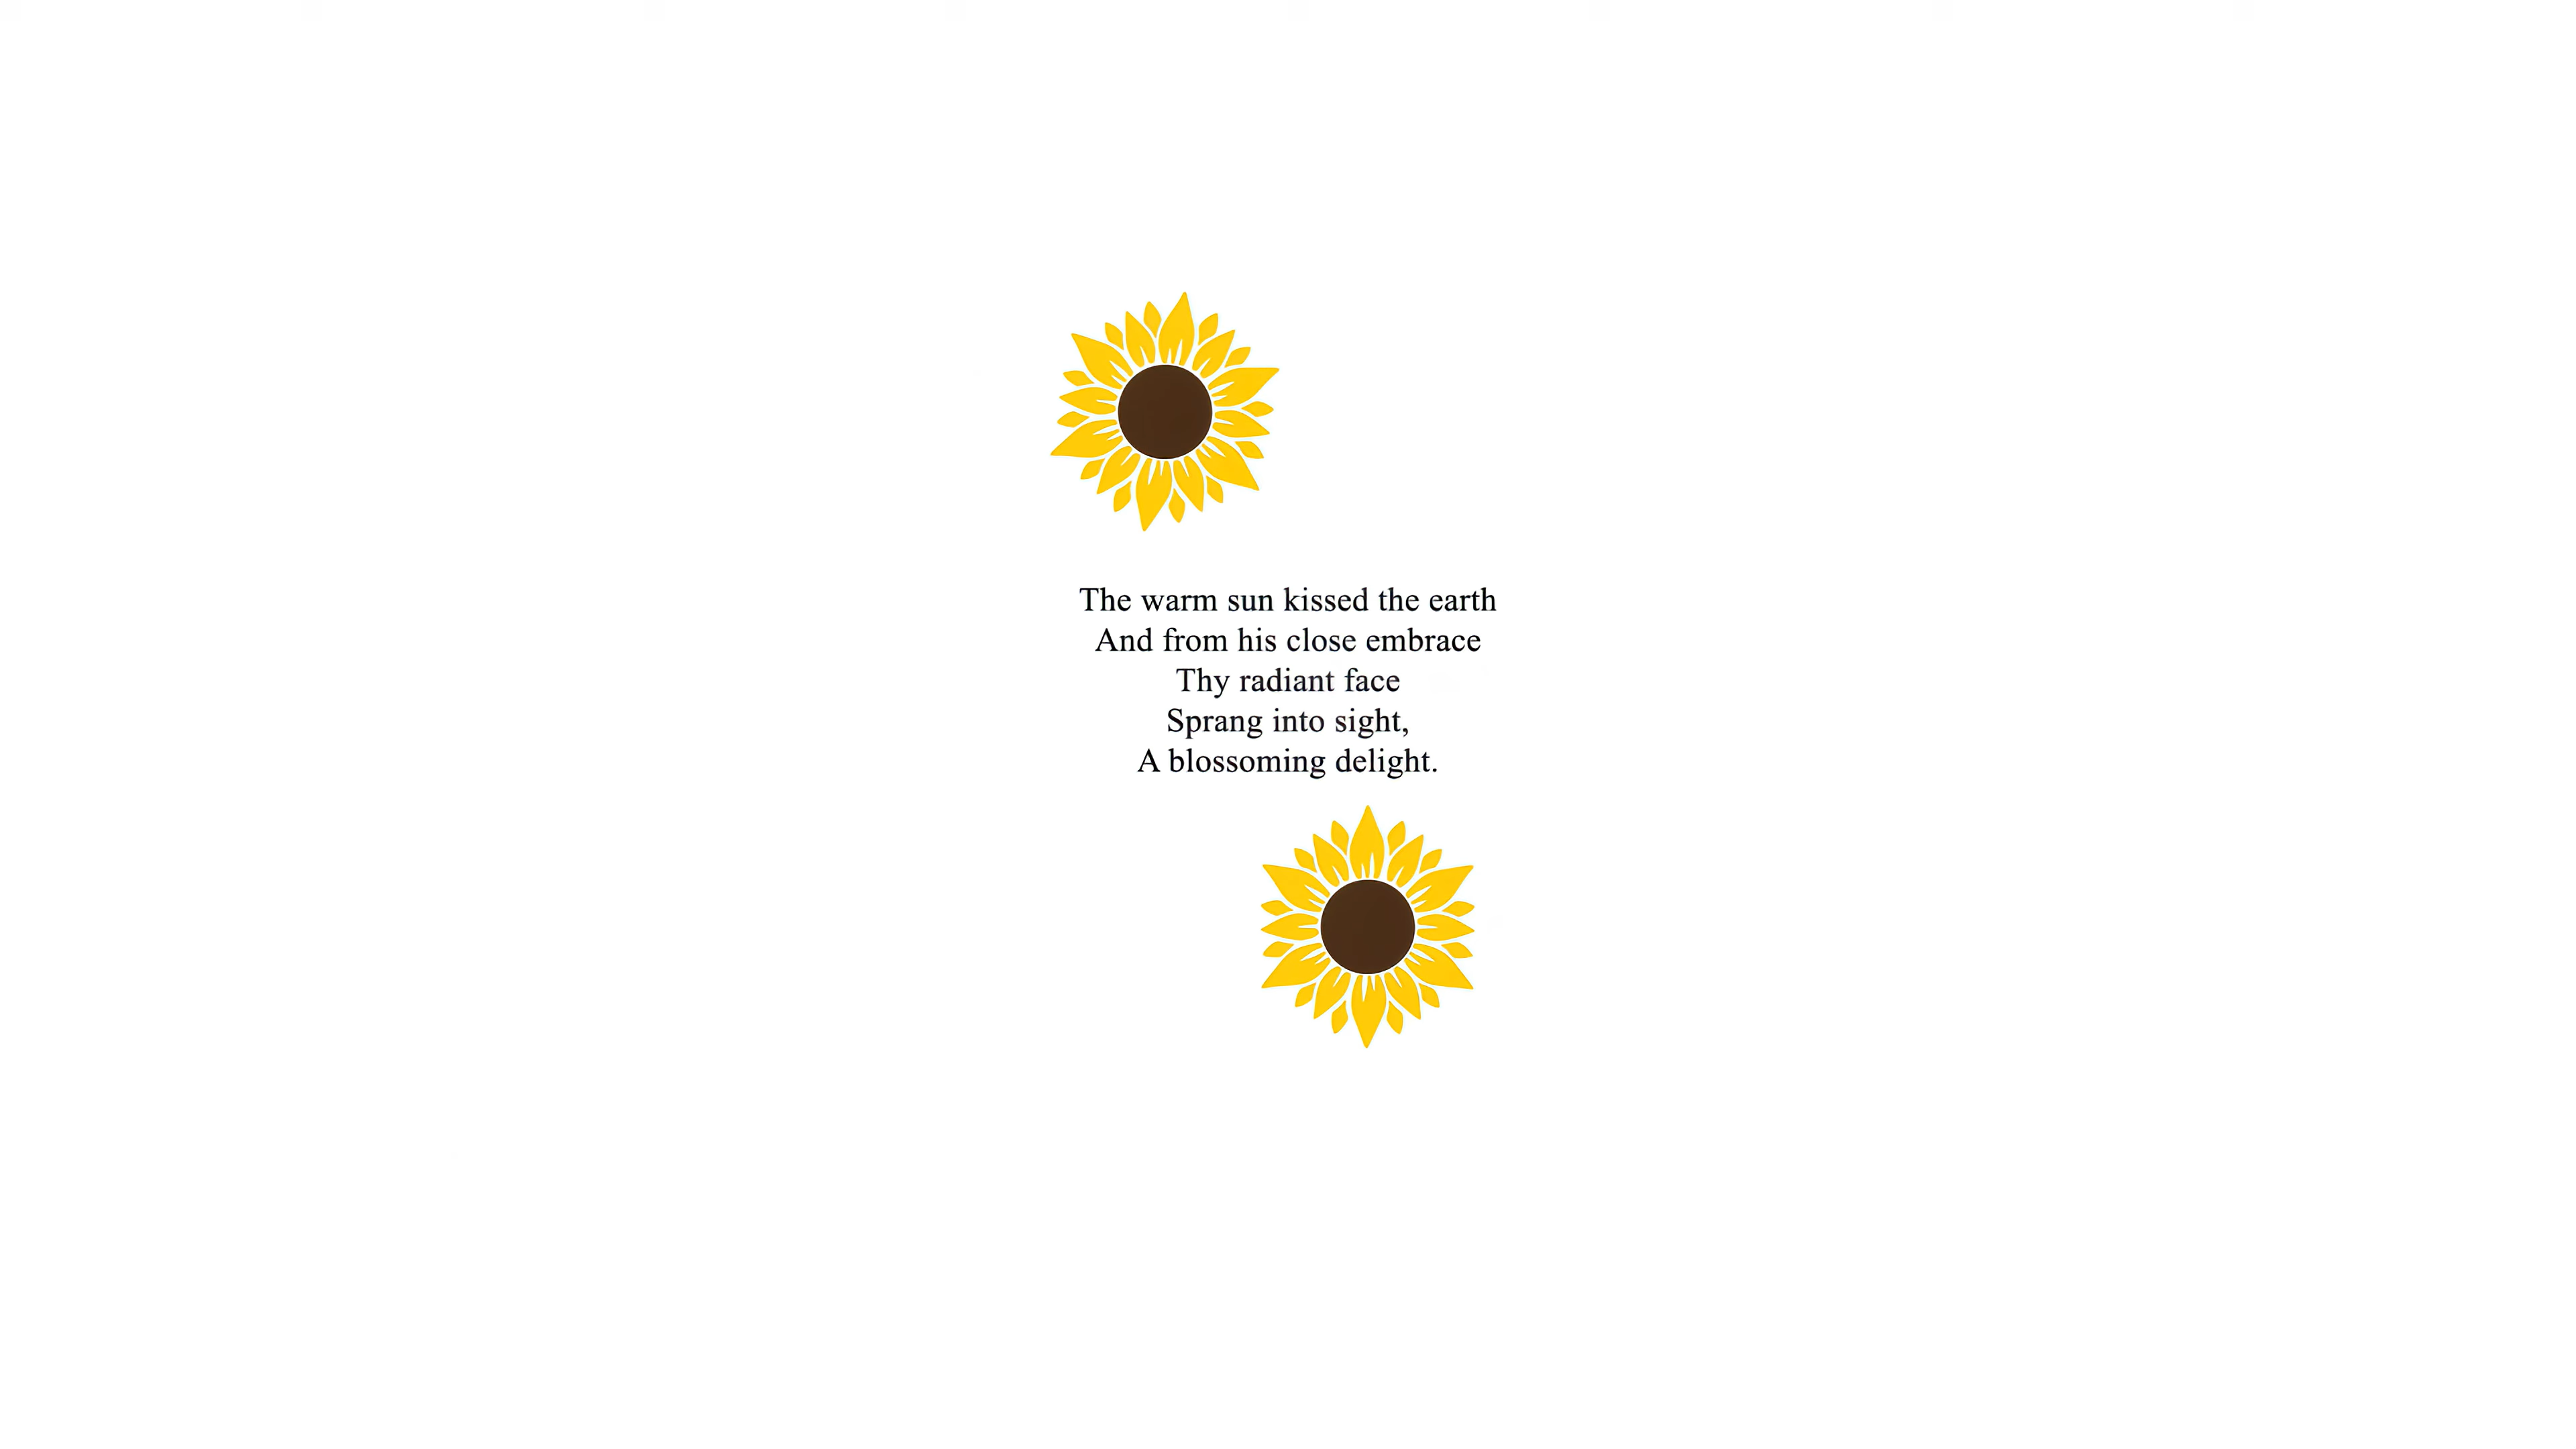 The warm sun kissed the earth
And from his close embrace
Thy radiant face
Sprang into sight,
A blossoming delight.